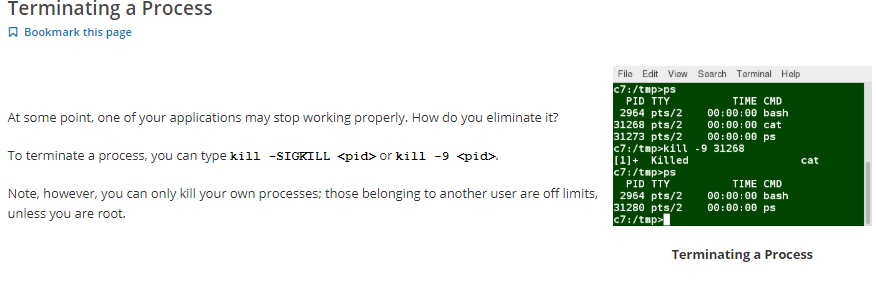 Terminating a Process
Bookmark this page
At some point, one of your applications may stop working properly. How do you eliminate it?
To terminate a process, you can type kill -SIGKILL <pid> or kill -9 <pid>.
Note, however, you can only kill your own processes; those belonging to another user are off limits,
unless you are root.
File Edit View Search Terminal Help
c7:/tmp>ps
PID TTY TIME CMD
2964 pts/2 00:00:00 bash
31268 pts/2 00:00:00 cat
31273 pts/2 00:00:00 ps
c7:/tmp>kill -9 31268
[1]+ Killed cat
c7:/tmp>ps
PID TTY TIME CMD
2964 pts/2 00:00:00 bash
31280 pts/2 00:00:00 ps
c7:/tmp>
Terminating a Process